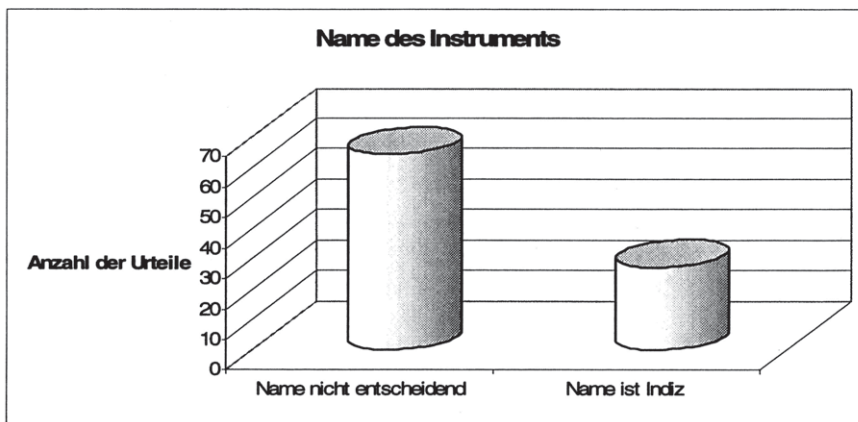 Name des Instruments
70
60
50
40
30
20
10
0
Anzahl der Urteile
Name nicht entscheidend
Name ist Indiz